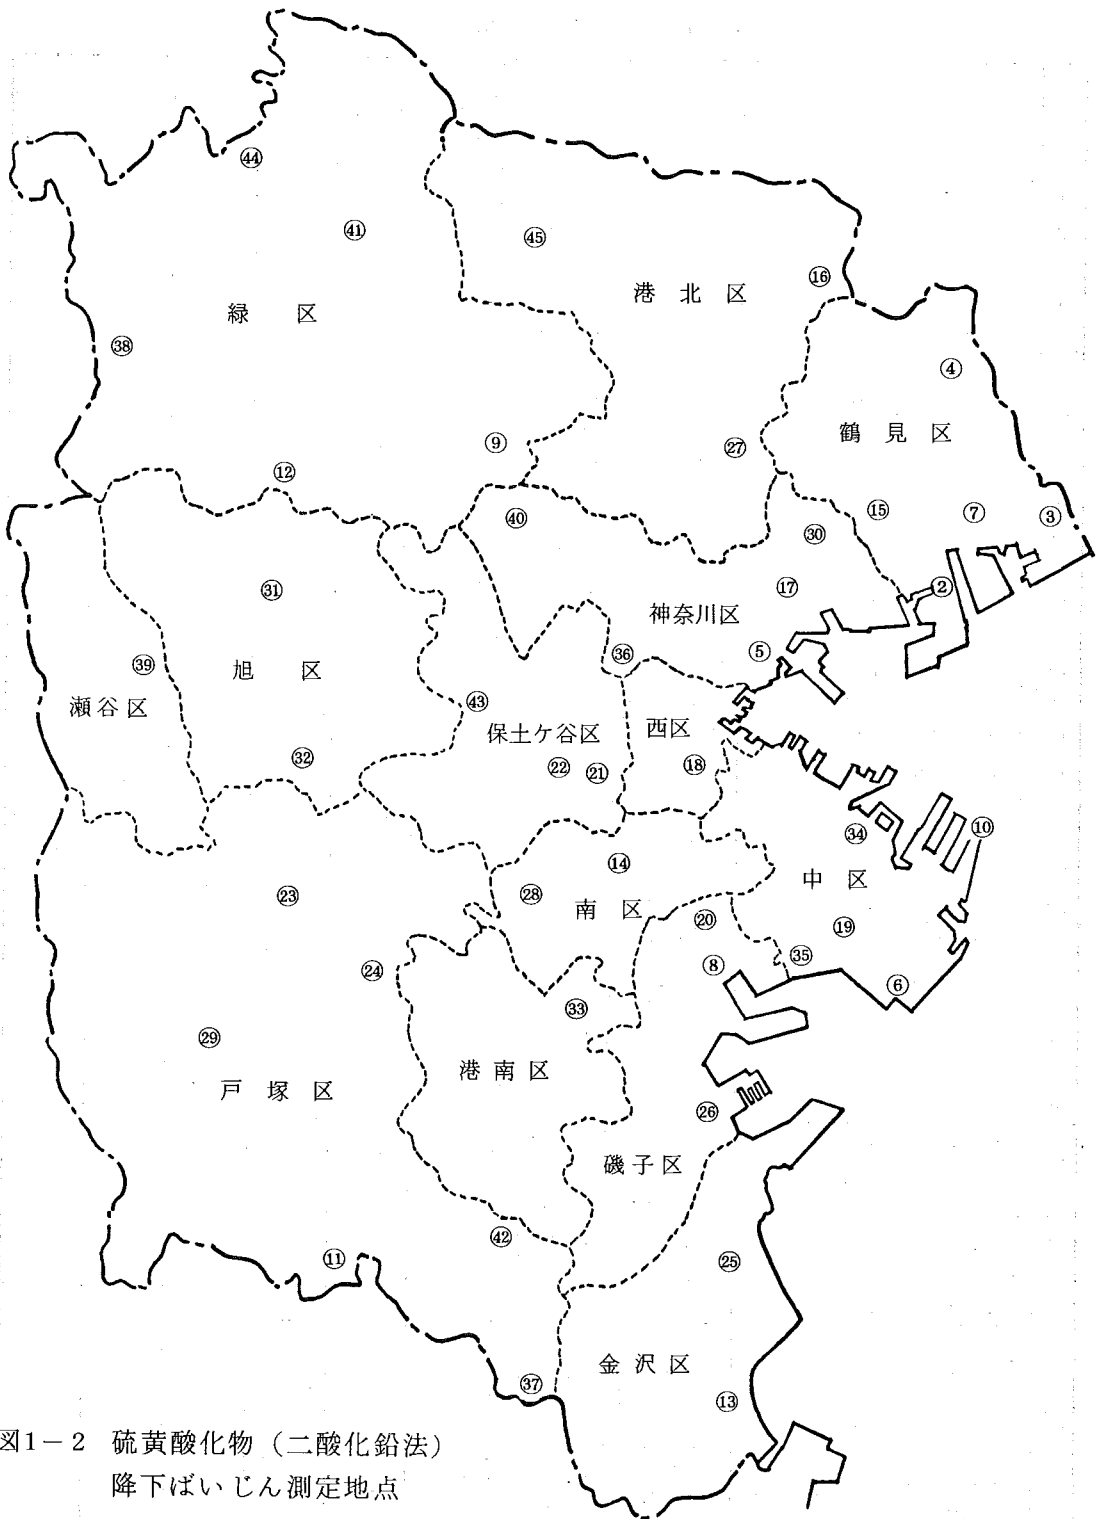 ㊹
㊶
㊺
⑯
港北区
緑区
㊳
④
鶴見区
⑨
㉗
⑫
⑮
⑦
③
㊵
㉚
②
⑰
㉛
神奈川区
㊱
⑤
㊴
旭区
瀬谷区
㊸
西区
保土ケ谷区
㉜
㉒
㉑
⑱
㉞
⑩
⑭
中区
㉓
㉘
南区
⑳
⑲
㉟
⑧
㉔
⑥
㉝
㉙
港南区
戸塚区
㉖
磯子区
㊷
⑪
㉕
金沢区
㊲
⑬
図1-2 硫黄酸化物(二酸化鉛法)
降下ばいじん測定地点